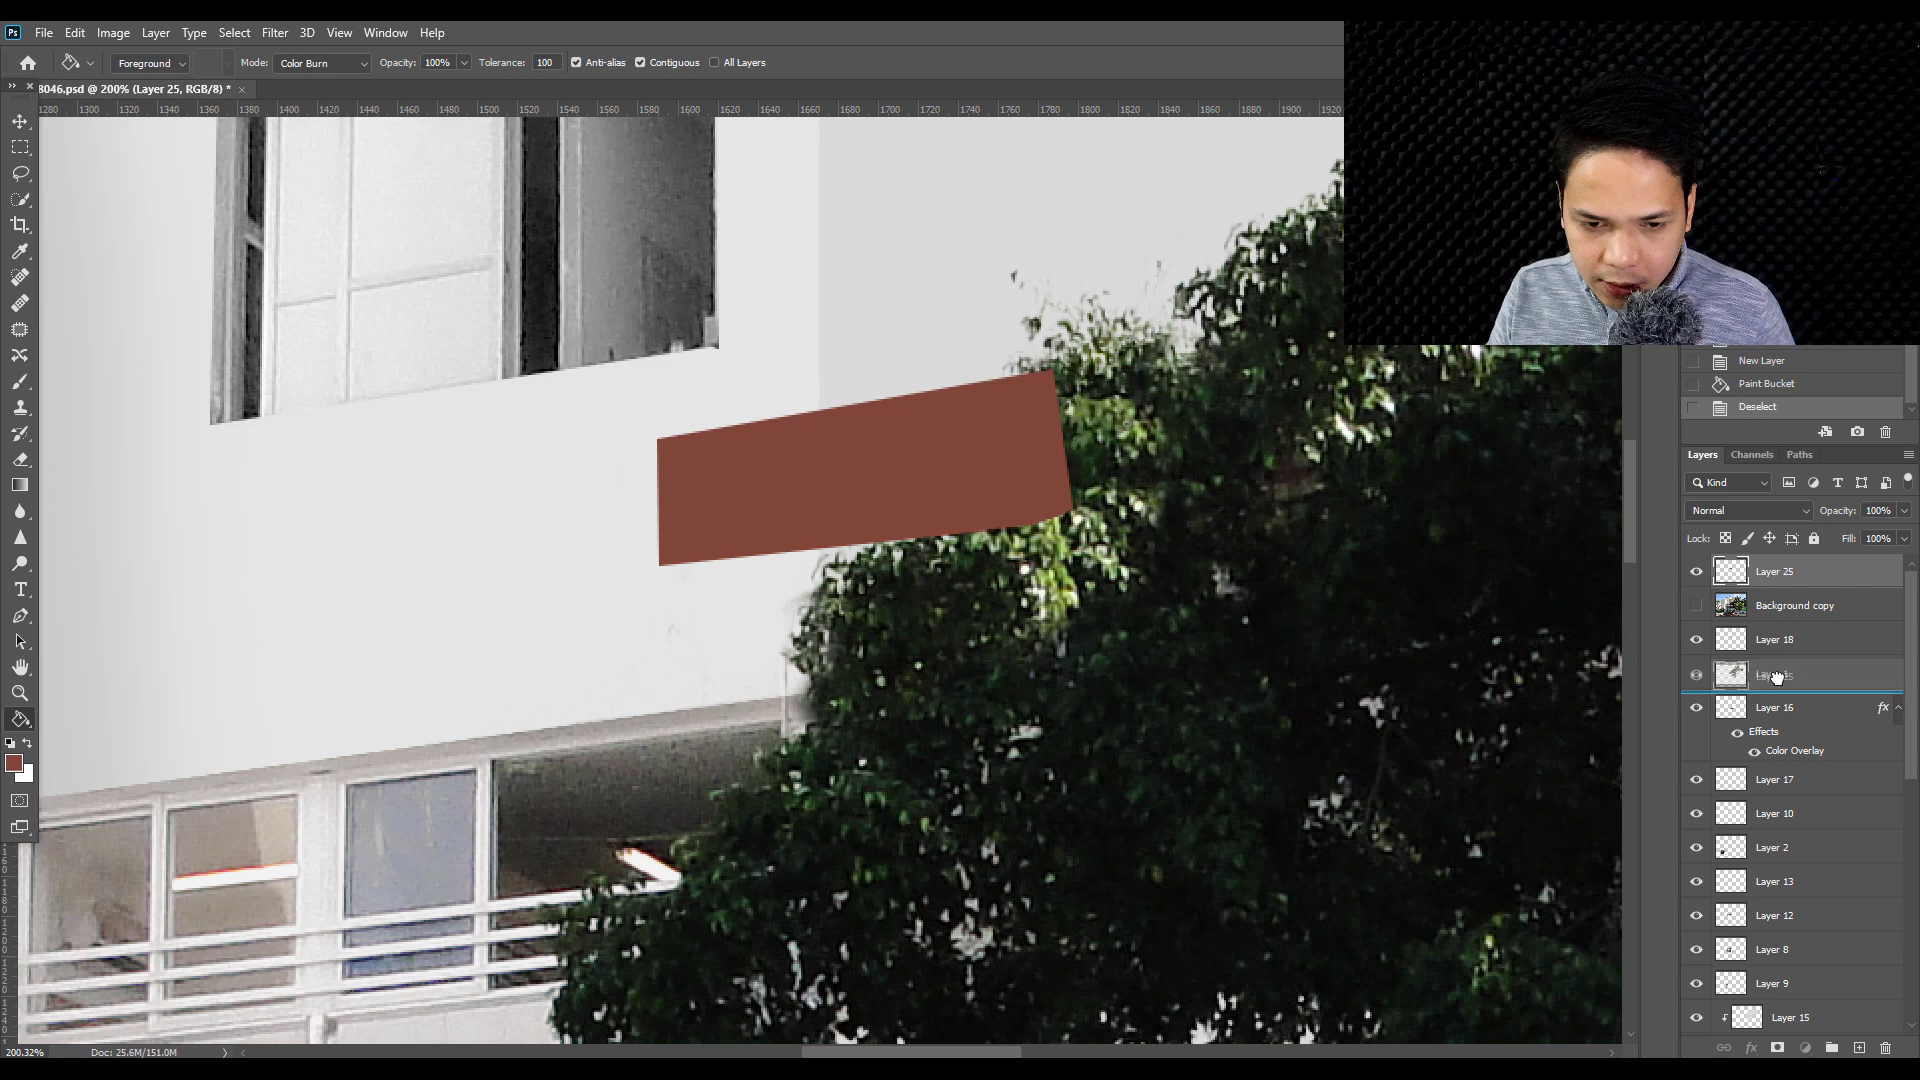 Ps File Edit Image Layer Type Select Filter 3D View Window Help
Foreground Mode: Color Burn Opacity: 100% Tolerance: 100 Anti-alias Contiguous All Layers
8046.psd @ 200% (Layer 25, RGB/8) *
1280 1300 1320 1340 1360 1380 1400 1420 1440 1460 1480 1500 1520 1540 1560 1580 1590 1600 1620 1640 1660 1680 1700 1720 1740 1760 1780 1800 1820 1840 1860 1880 1900 1920
New Layer
Paint Bucket
Deselect
Layers Channels Paths
Kind
Normal Opacity: 100%
Lock: Fill: 100%
Layer 25
Background copy
Layer 18
Layer 16 fx
Effects
Color Overlay
Layer 17
Layer 10
Layer 2
Layer 13
Layer 12
Layer 8
Layer 9
Layer 15
200.32% Doc: 25.6M/151.0M